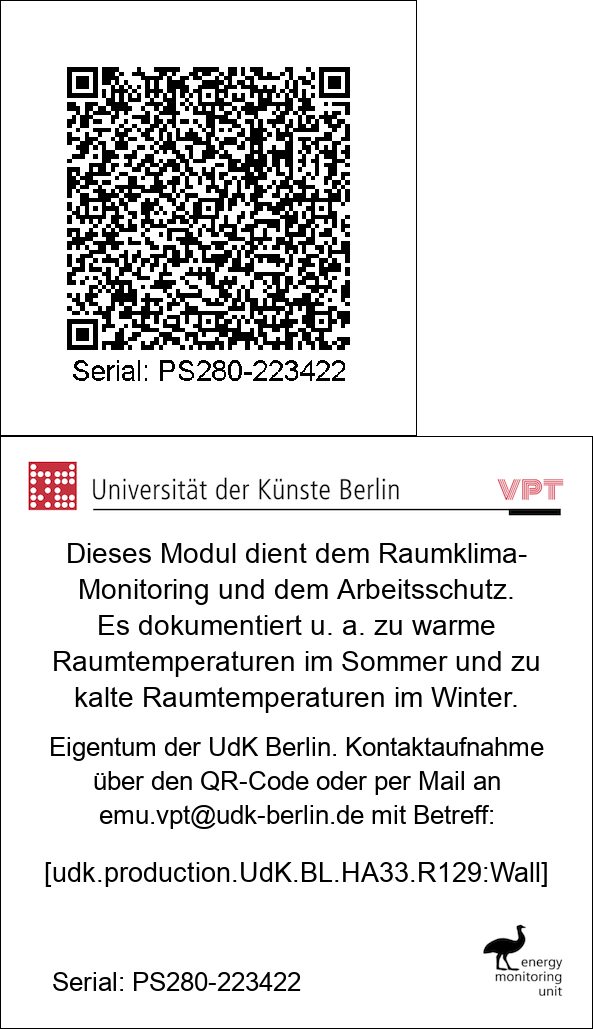 Serial: PS280-223422
Universität der Künste Berlin
VPT
Dieses Modul dient dem Raumklima-
Monitoring und dem Arbeitsschutz.
Es dokumentiert u. a. zu warme
Raumtemperaturen im Sommer und zu
kalte Raumtemperaturen im Winter.
Eigentum der UdK Berlin. Kontaktaufnahme
über den QR-Code oder per Mail an
emu.vpt@udk-berlin.de mit Betreff:
[udk.production.UdK.BL.HA33.R129:Wall]
Serial: PS280-223422
energy
monitoring
unit